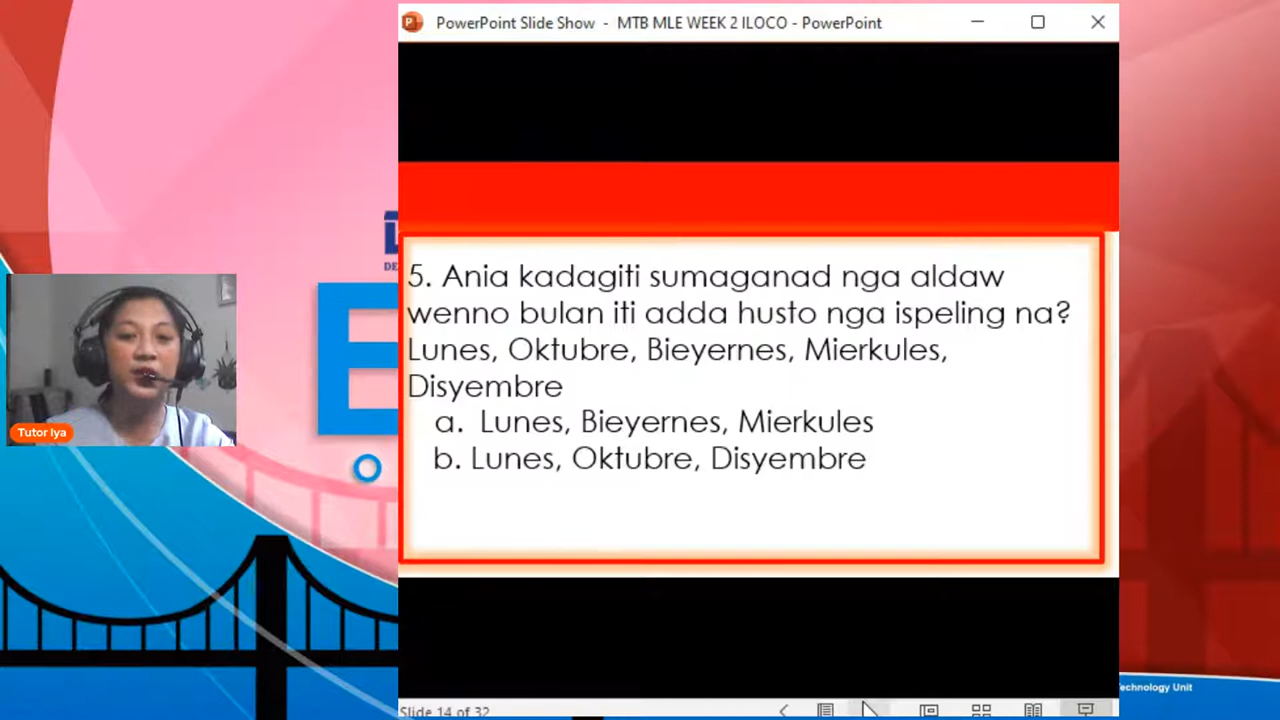 PowerPoint Slide Show - MTB MLE WEEK 2 ILOCO - PowerPoint
5. Ania kadagiti sumaganad nga aldaw
wenno bulan iti adda husto nga ispeling na?
Lunes, Oktubre, Bieyernes, Mierkules,
Disyembre
a. Lunes, Bieyernes, Mierkules
b. Lunes, Oktubre, Disyembre
Tutor Iya
E
Technology Unit
Slide 14 of 32